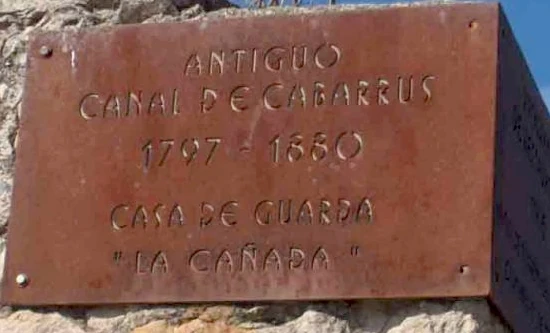 ANTIGUO
CANAL DE CABARRUS
1797 - 1880
CASA DE GUARDA
"LA CAÑADA"